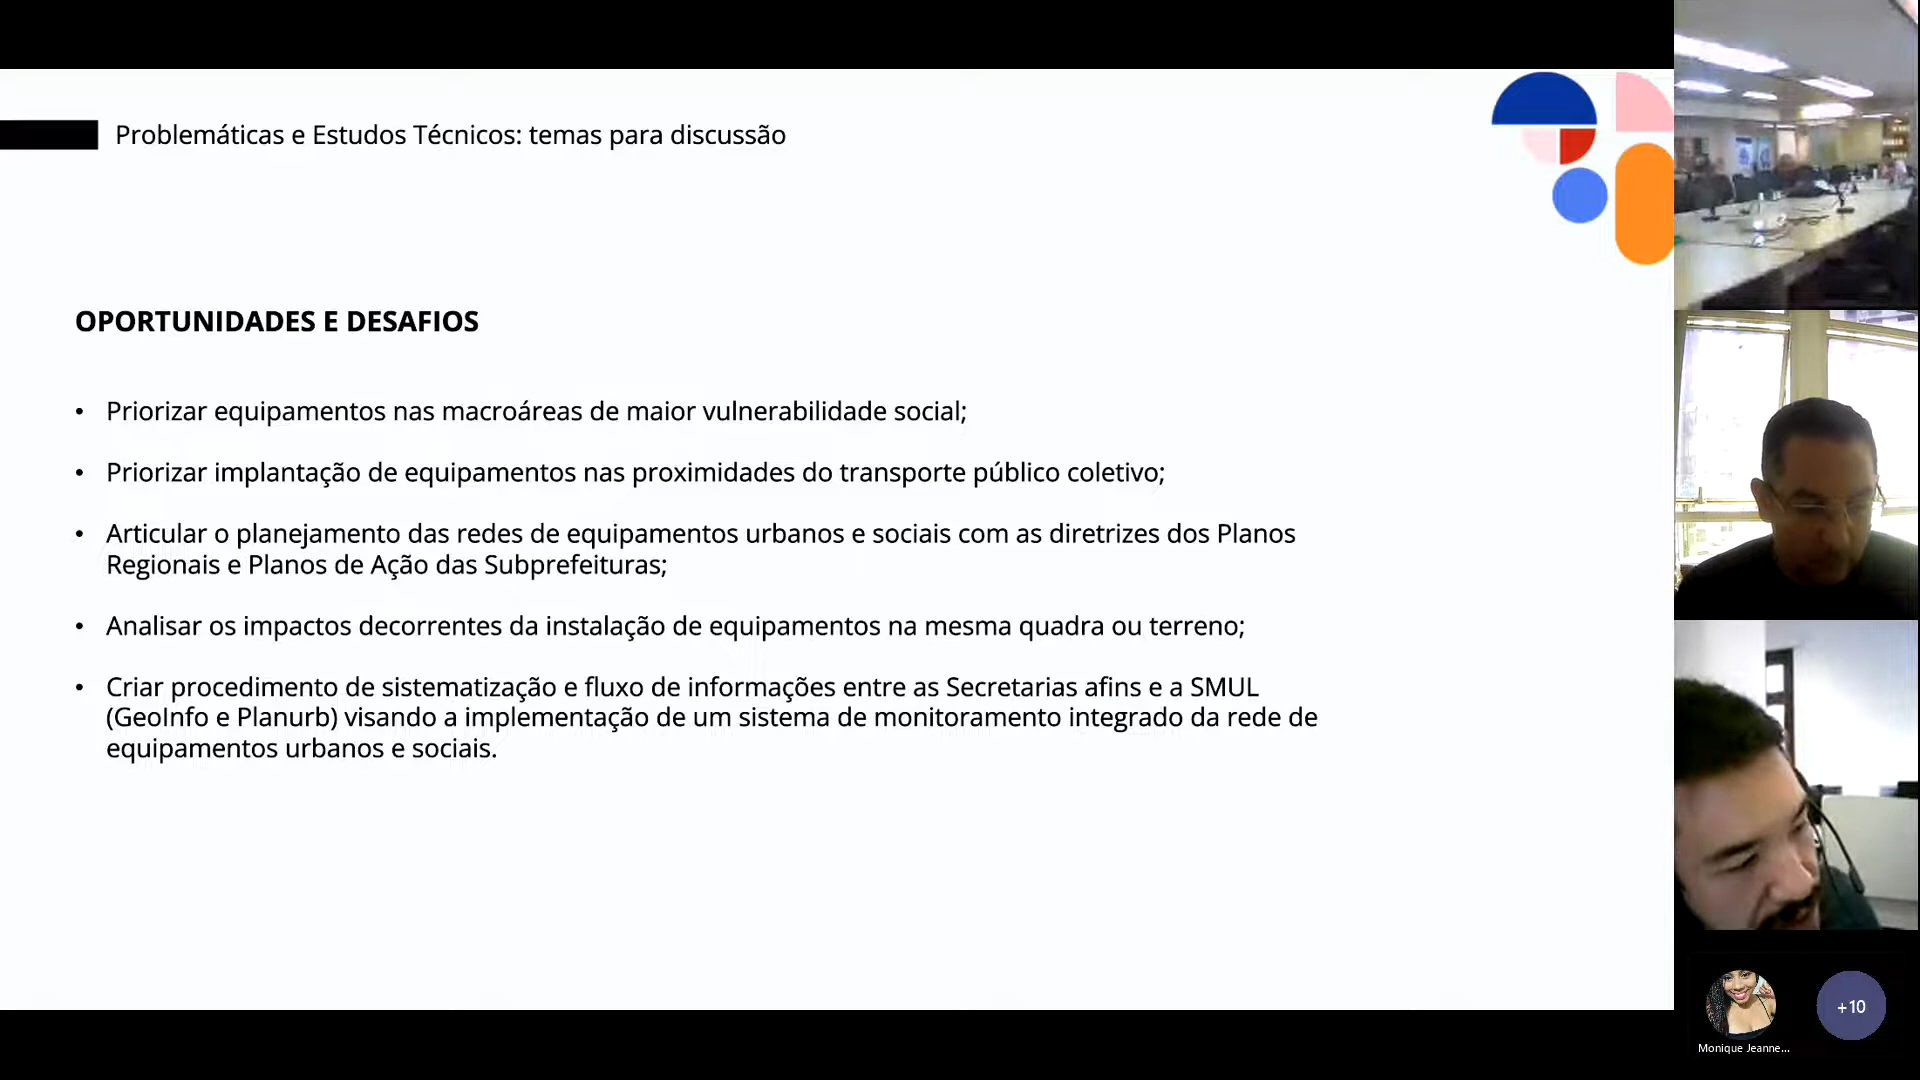 Problemáticas e Estudos Técnicos: temas para discussão
OPORTUNIDADES E DESAFIOS
• Priorizar equipamentos nas macroáreas de maior vulnerabilidade social;
• Priorizar implantação de equipamentos nas proximidades do transporte público coletivo;
• Articular o planejamento das redes de equipamentos urbanos e sociais com as diretrizes dos Planos
Regionais e Planos de Ação das Subprefeituras;
• Analisar os impactos decorrentes da instalação de equipamentos na mesma quadra ou terreno;
• Criar procedimento de sistematização e fluxo de informações entre as Secretarias afins e a SMUL
(GeoInfo e Planurb) visando a implementação de um sistema de monitoramento integrado da rede de
equipamentos urbanos e sociais.
+10
Monique Jeanne...